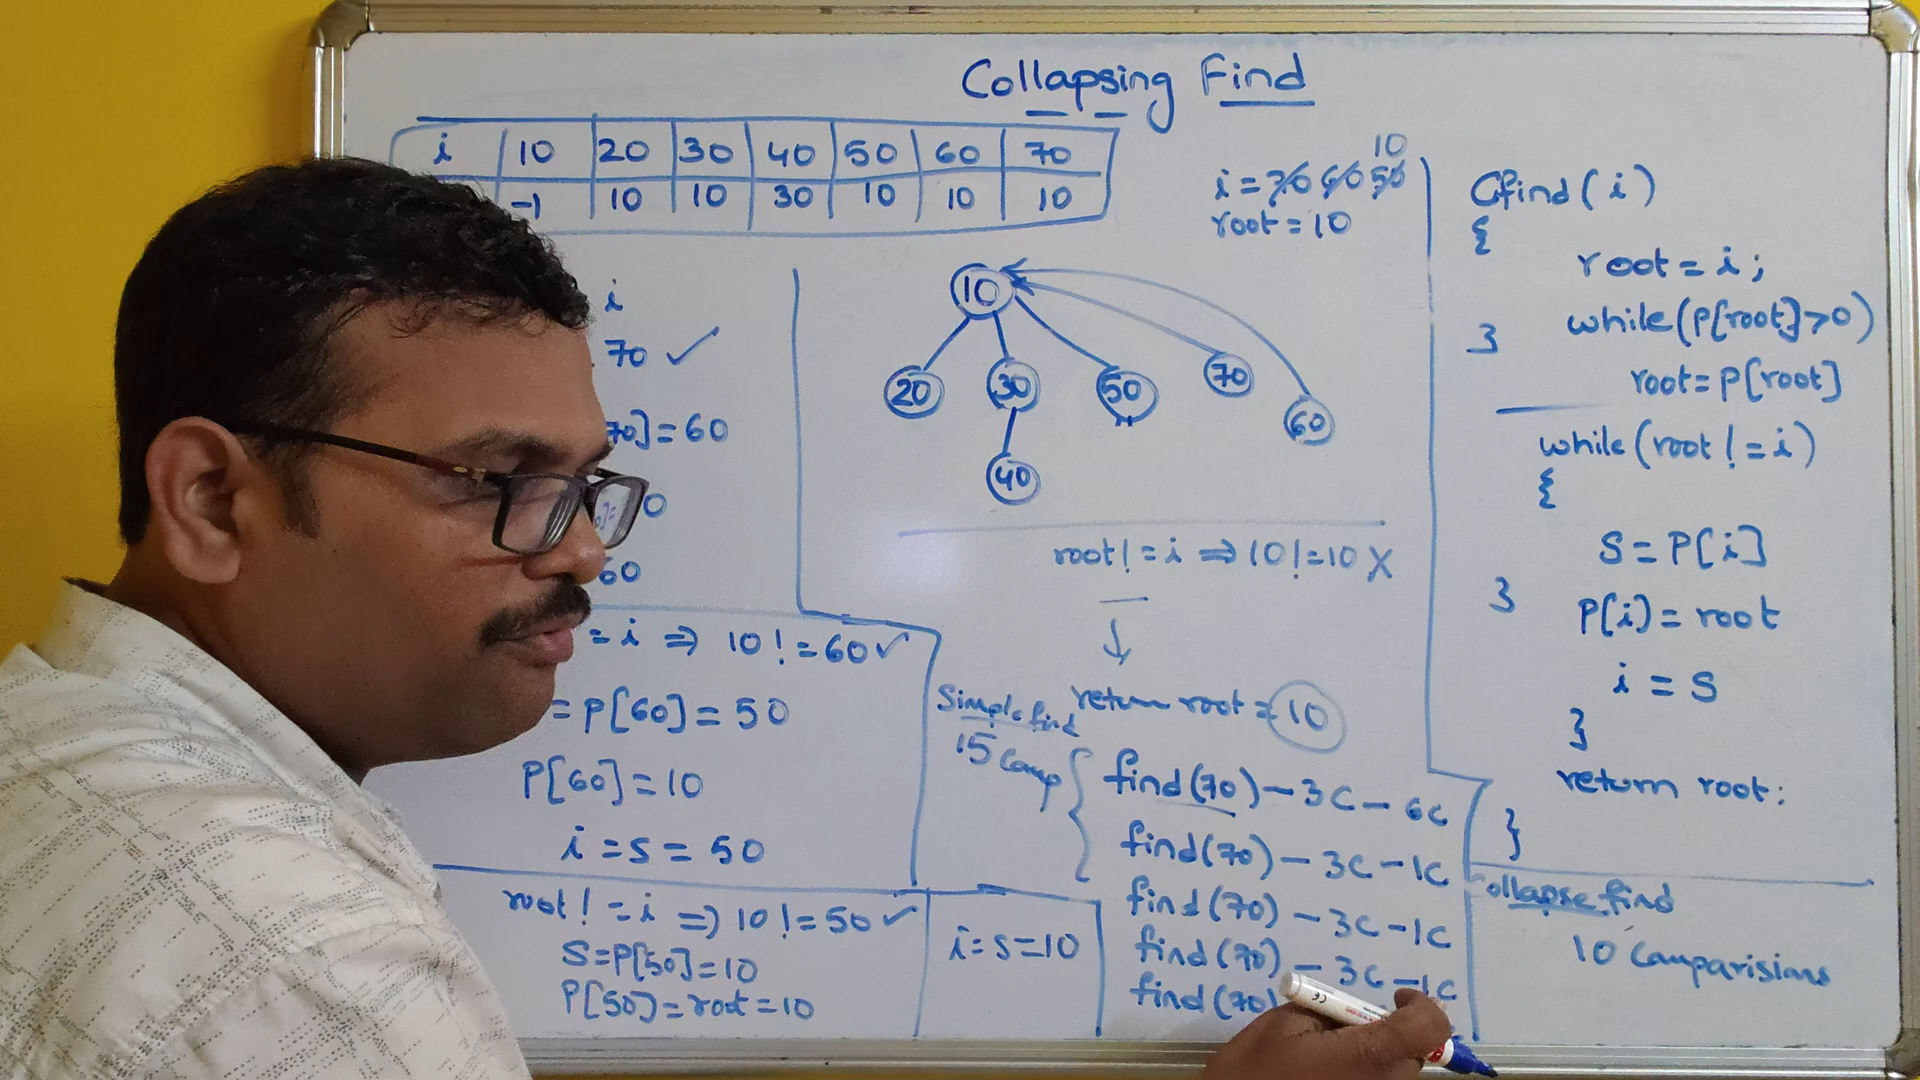 Collapsing Find
i 10 20 30 40 50 60 70
-1 10 10 30 10 10 10
i = 70 60 50 10
root = 10
i
70 ✓
70] = 60
0
60
= i ⇒ 10 ! = 60 ✓
= P[60] = 50
P[60] = 10
i = s = 50
root ! = i ⇒ 10 ! = 50 ✓
S = P[50] = 10
P[50] = root = 10
i = s = 10
10
20 30 50 70 60
40
root ! = i ⇒ 10 ! = 10 X
↓
return root = 10
Simple find
15 Comp
find(70) – 3C – 6C
find(70) – 3C – 1C
find(70) – 3C – 1C
find(70) – 3C – 1C
find(70)
Cfind(i)
{
root = i;
while(P[root]>0)
}
root = P[root]
while(root ! = i)
{
S = P[i]
}
P[i] = root
i = S
}
return root:
}
Collapse find
10 Comparisions